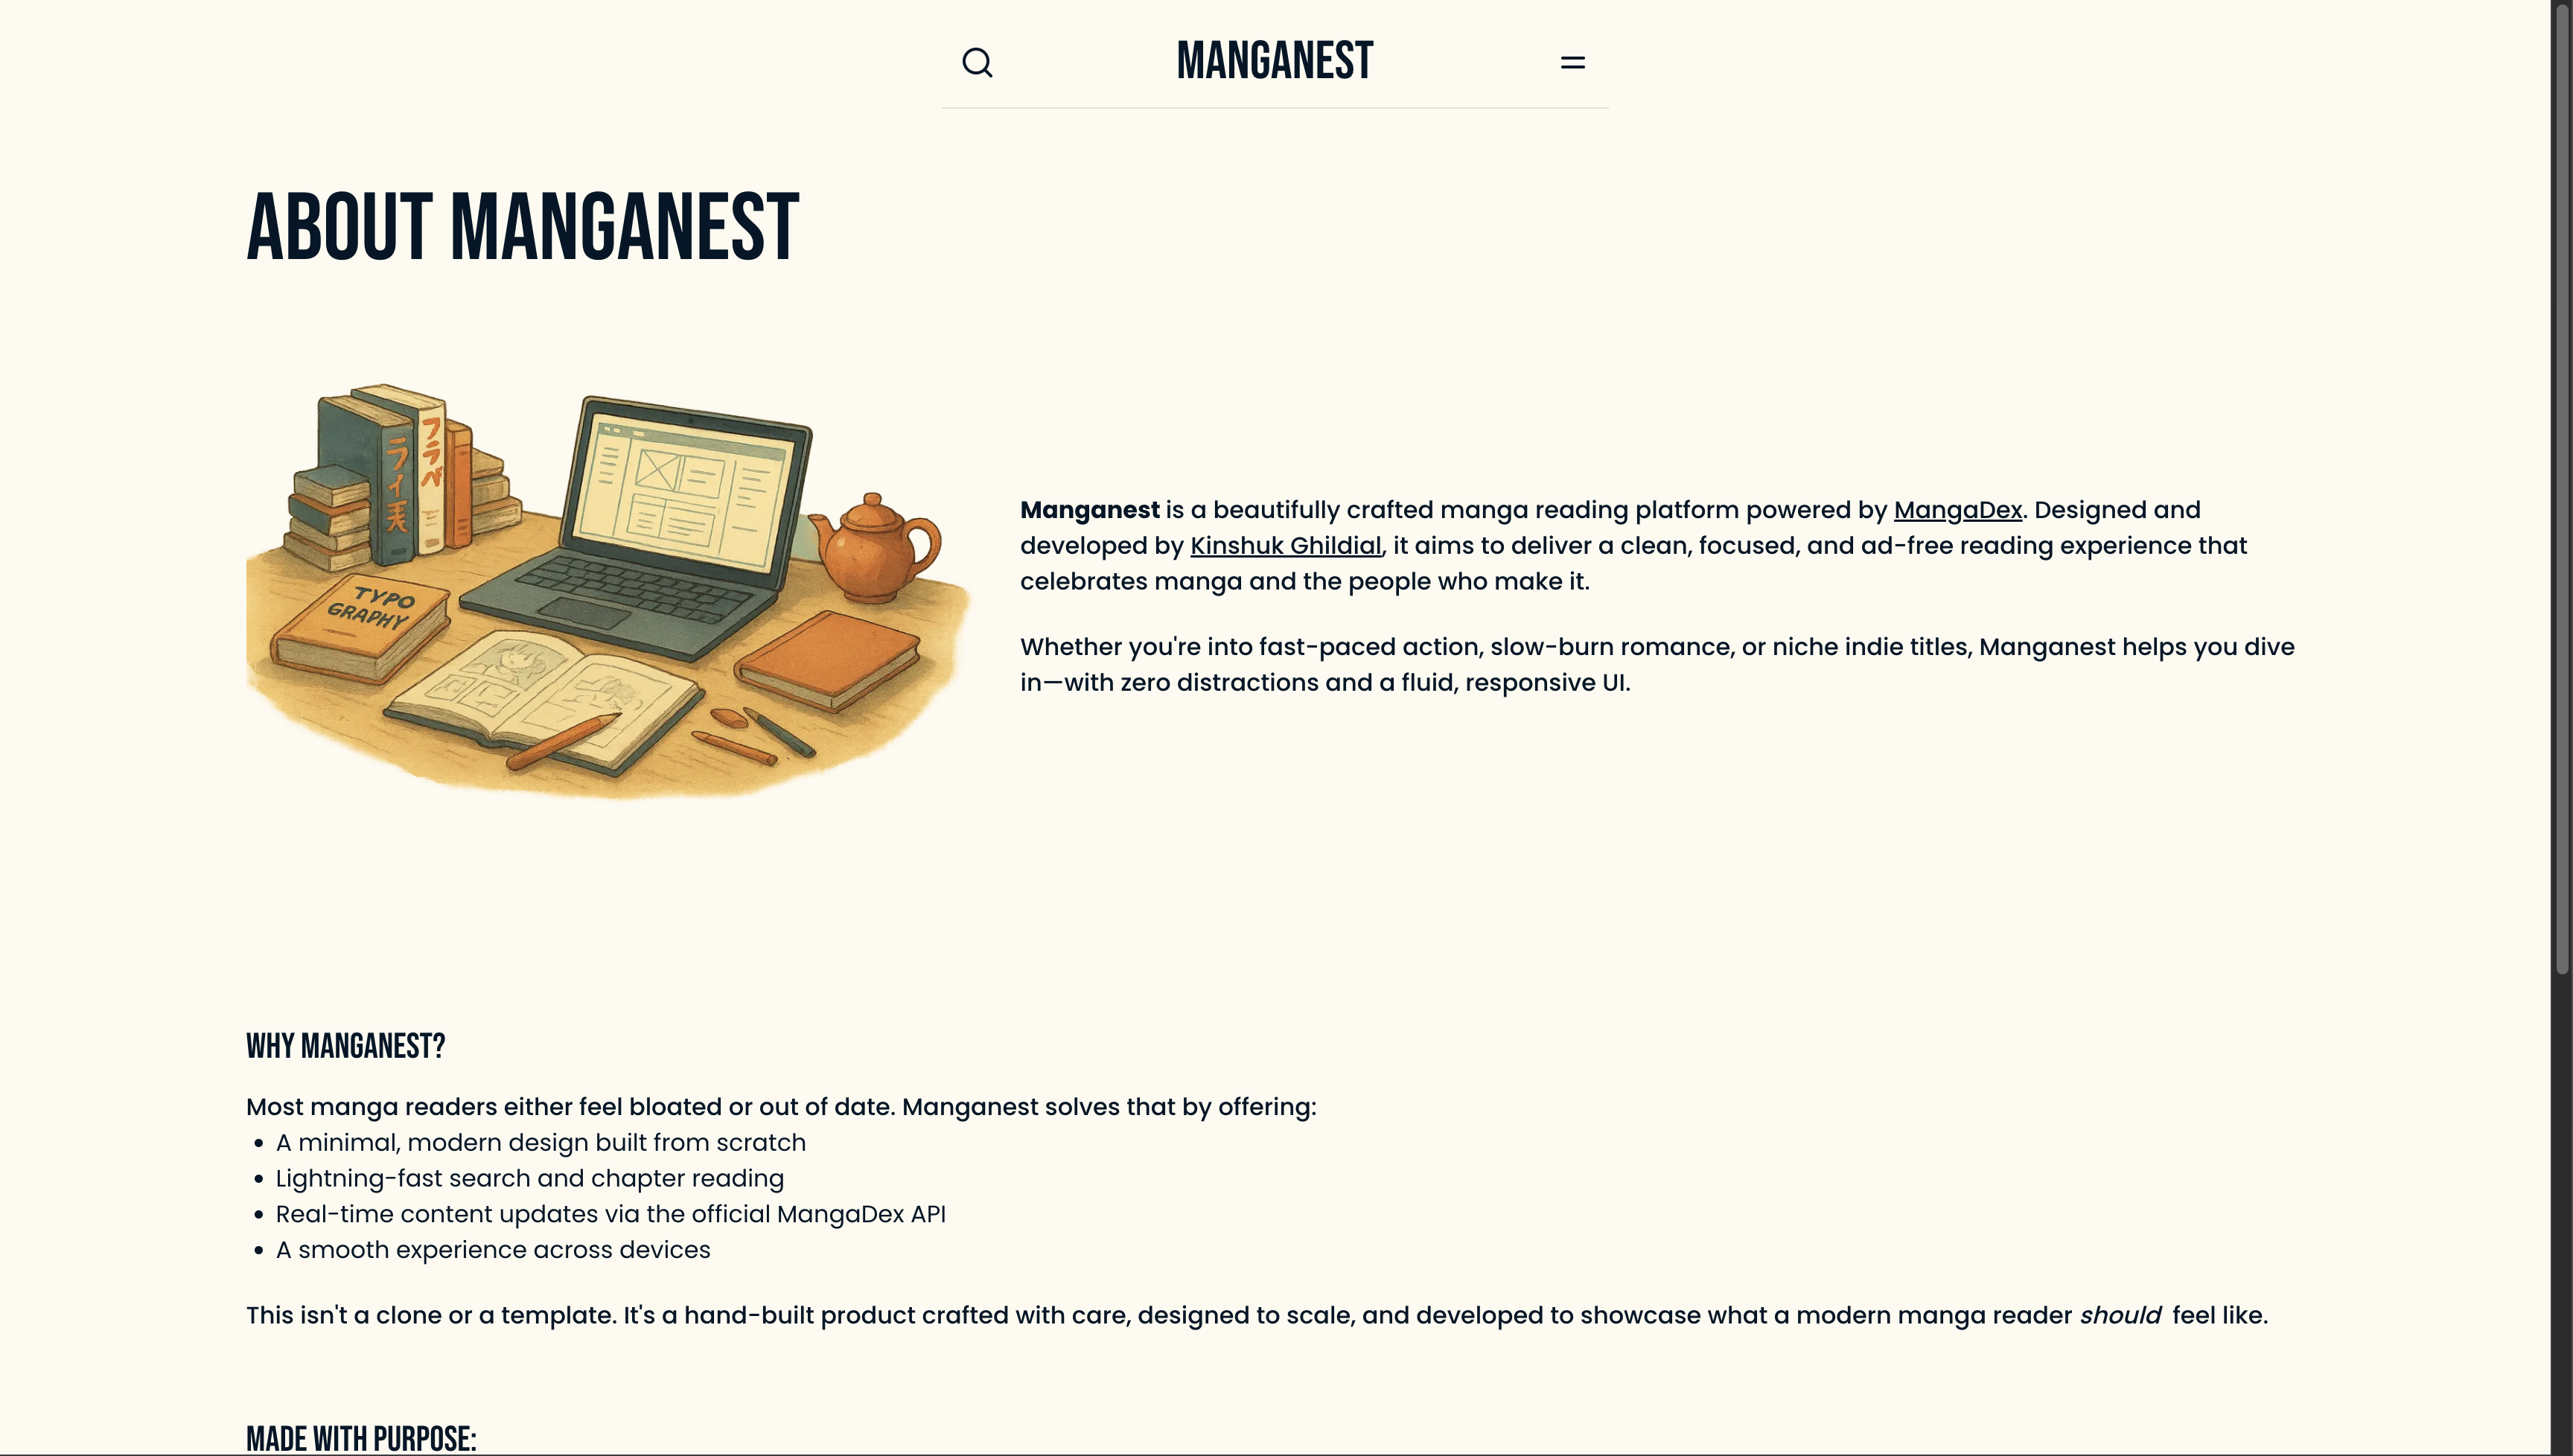 MANGANEST
ABOUT MANGANEST
ライ天
フラベ
TYPO
GRAPHY
Manganest is a beautifully crafted manga reading platform powered by MangaDex. Designed and
developed by Kinshuk Ghildial, it aims to deliver a clean, focused, and ad-free reading experience that
celebrates manga and the people who make it.
Whether you're into fast-paced action, slow-burn romance, or niche indie titles, Manganest helps you dive
in—with zero distractions and a fluid, responsive UI.
WHY MANGANEST?
Most manga readers either feel bloated or out of date. Manganest solves that by offering:
• A minimal, modern design built from scratch
• Lightning-fast search and chapter reading
• Real-time content updates via the official MangaDex API
• A smooth experience across devices
This isn't a clone or a template. It's a hand-built product crafted with care, designed to scale, and developed to showcase what a modern manga reader should feel like.
MADE WITH PURPOSE: